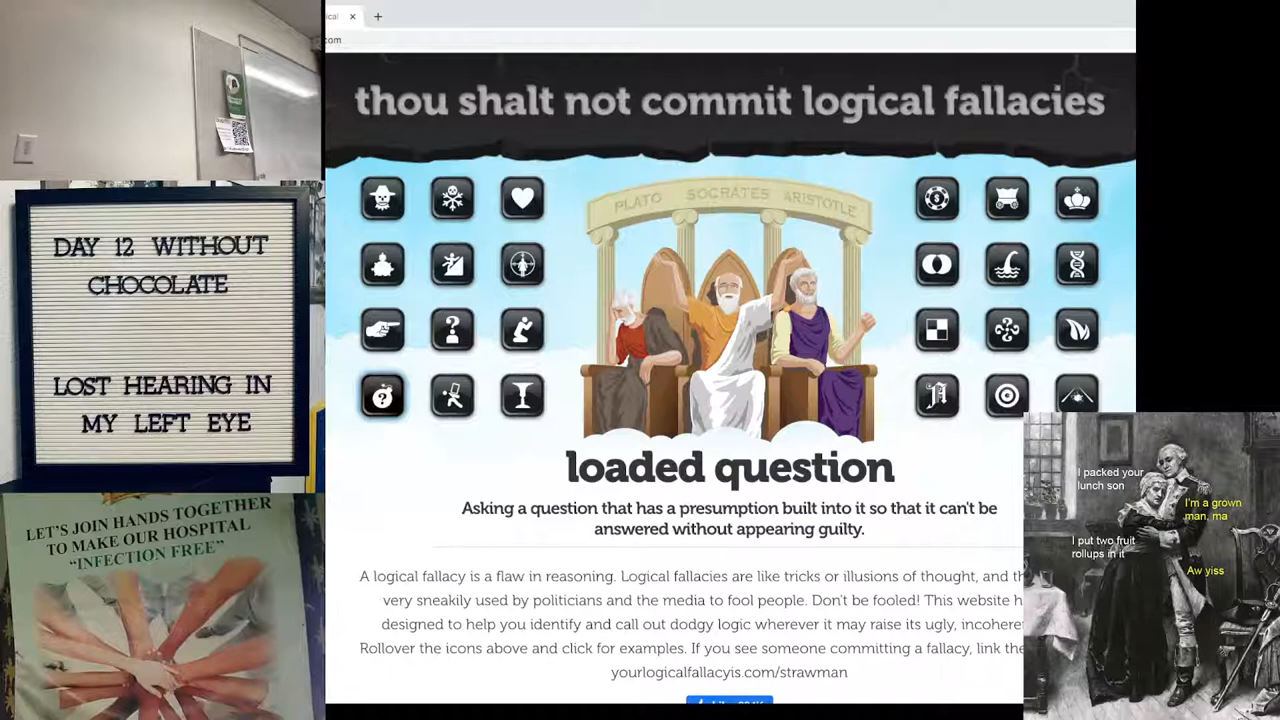 ical
com
thou shalt not commit logical fallacies
PLATO SOCRATES ARISTOTLE
loaded question
Asking a question that has a presumption built into it so that it can't be
answered without appearing guilty.
A logical fallacy is a flaw in reasoning. Logical fallacies are like tricks or illusions of thought, and th
very sneakily used by politicians and the media to fool people. Don't be fooled! This website h
designed to help you identify and call out dodgy logic wherever it may raise its ugly, incohere
Rollover the icons above and click for examples. If you see someone committing a fallacy, link the
yourlogicalfallacyis.com/strawman
DAY 12 WITHOUT
CHOCOLATE
LOST HEARING IN
MY LEFT EYE
LET'S JOIN HANDS TOGETHER
TO MAKE OUR HOSPITAL
"INFECTION FREE"
I packed your
lunch son
I'm a grown
man, ma
I put two fruit
rollups in it
Aw yiss